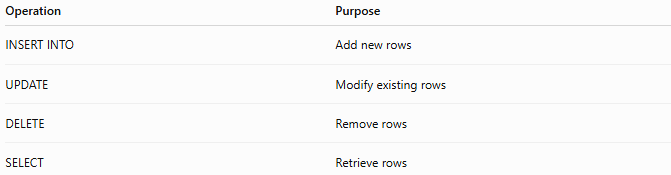 Operation Purpose
INSERT INTO Add new rows
UPDATE Modify existing rows
DELETE Remove rows
SELECT Retrieve rows